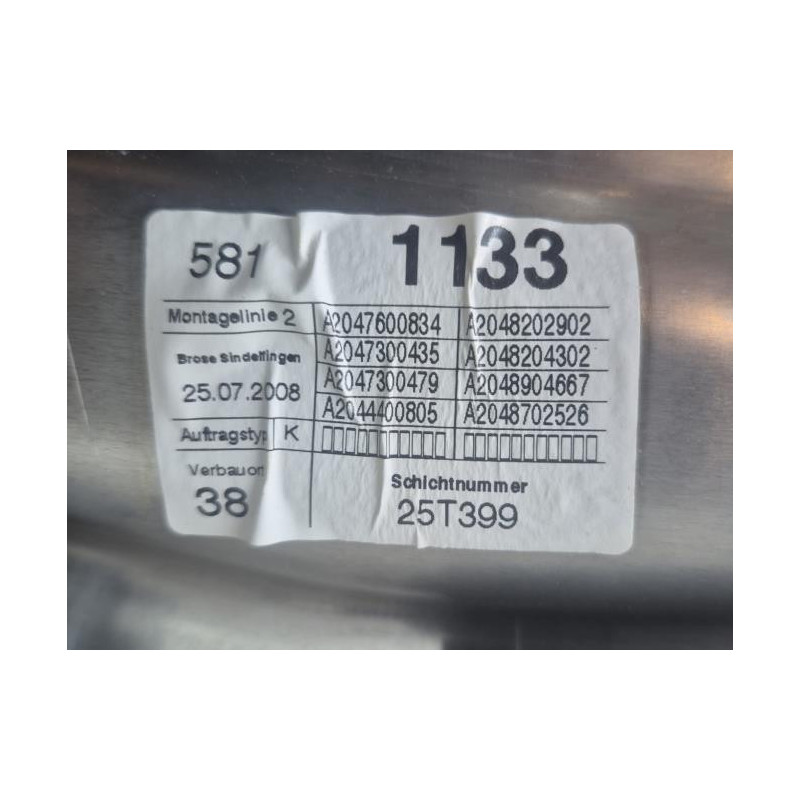 581 1133
Montagelinie 2 A2047600834 A2048202902
A2047300435 A2048204302
Brose Sindelfingen
A2047300479 A2048904667
25.07.2008
A2044400805 A2048702526
Auftragstyp K
Verbauort
Schichtnummer
38 25T399